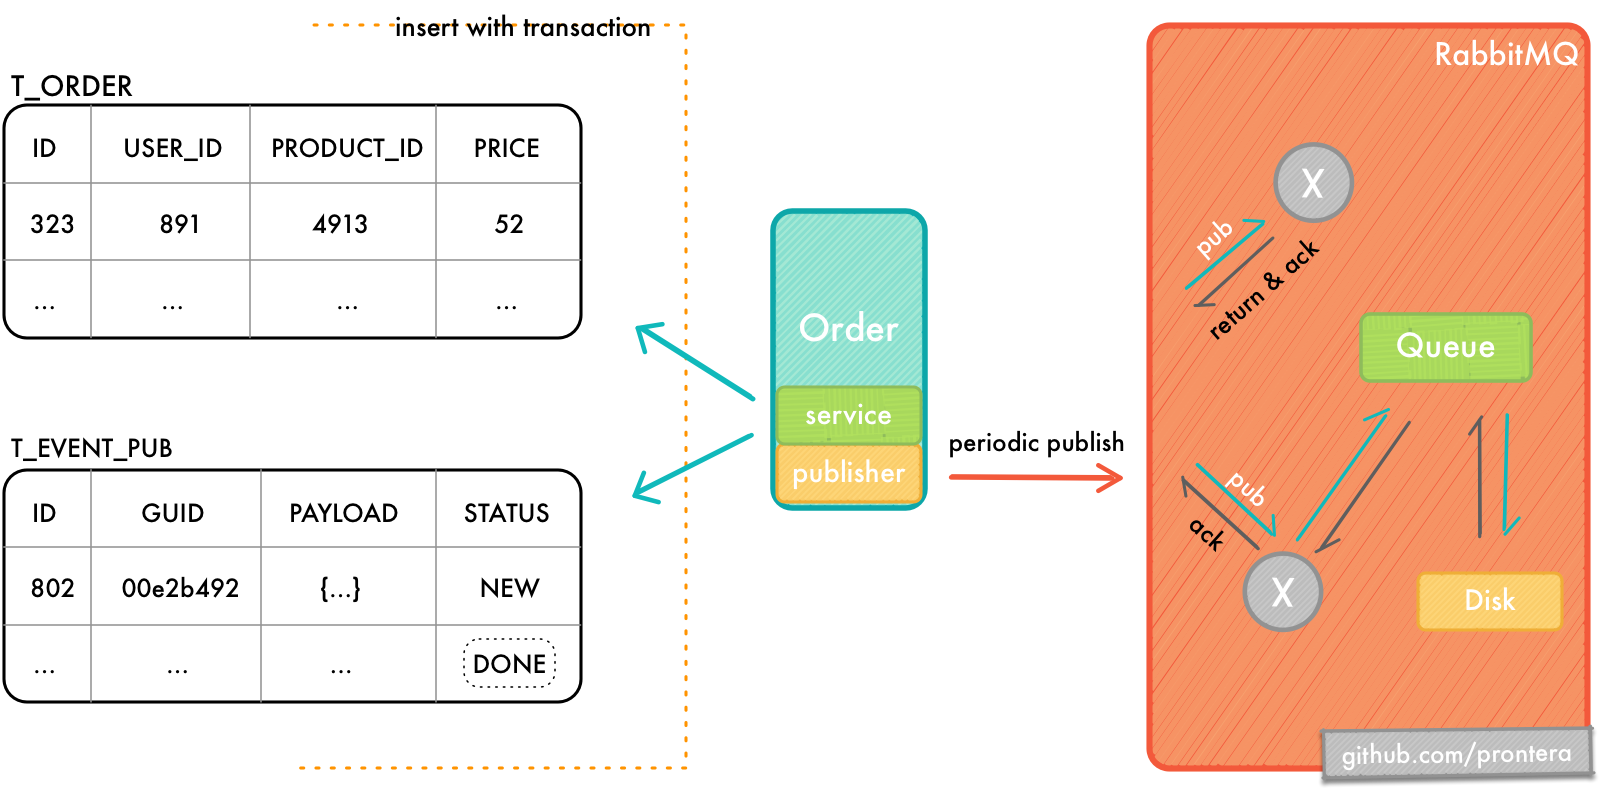 insert with transaction
T_ORDER
ID USER_ID PRODUCT_ID PRICE
323 891 4913 52
... ... ... ...
T_EVENT_PUB
ID GUID PAYLOAD STATUS
802 00e2b492 {...} NEW
... ... ... DONE
Order
service
publisher
periodic publish
RabbitMQ
X
pub
return & ack
Queue
pub
ack
X
Disk
github.com/prontera